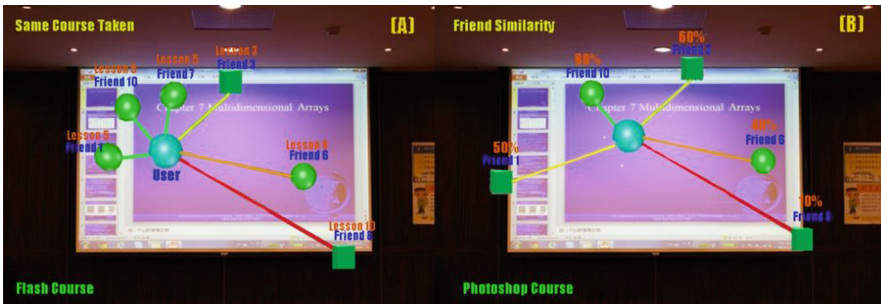 Same Course Taken
[A]
Lesson 3
Friend 3
Lesson 5
Friend 7
Lesson
Friend 10
Chapter 7 Multidimensional Arrays
Lesson 5
Friend 1
User
Lesson
Friend 6
Lesson 10
Friend 8
Flash Course
Friend Similarity
[B]
60%
Friend
80%
Friend 10
Chapter 7 Multidimensional Arrays
50%
Friend 1
40%
Friend 6
10%
Friend 8
Photoshop Course